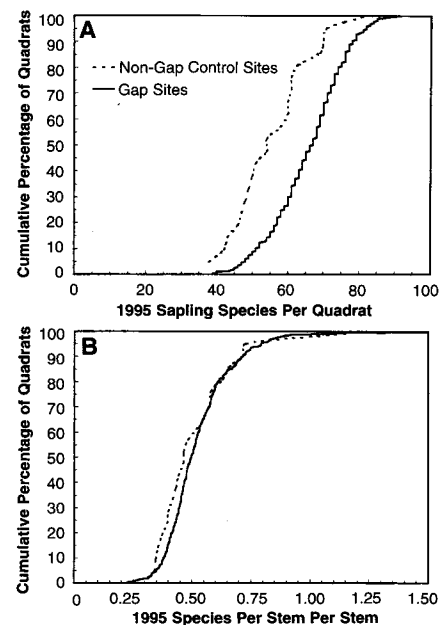 A
Cumulative Percentage of Quadrats
100
90
80
70
60
50
40
30
20
10
0
Non-Gap Control Sites
Gap Sites
0 20 40 60 80 100
1995 Sapling Species Per Quadrat
B
Cumulative Percentage of Quadrats
100
90
80
70
60
50
40
30
20
10
0
0 0.25 0.50 0.75 1.00 1.25 1.50
1995 Species Per Stem Per Stem